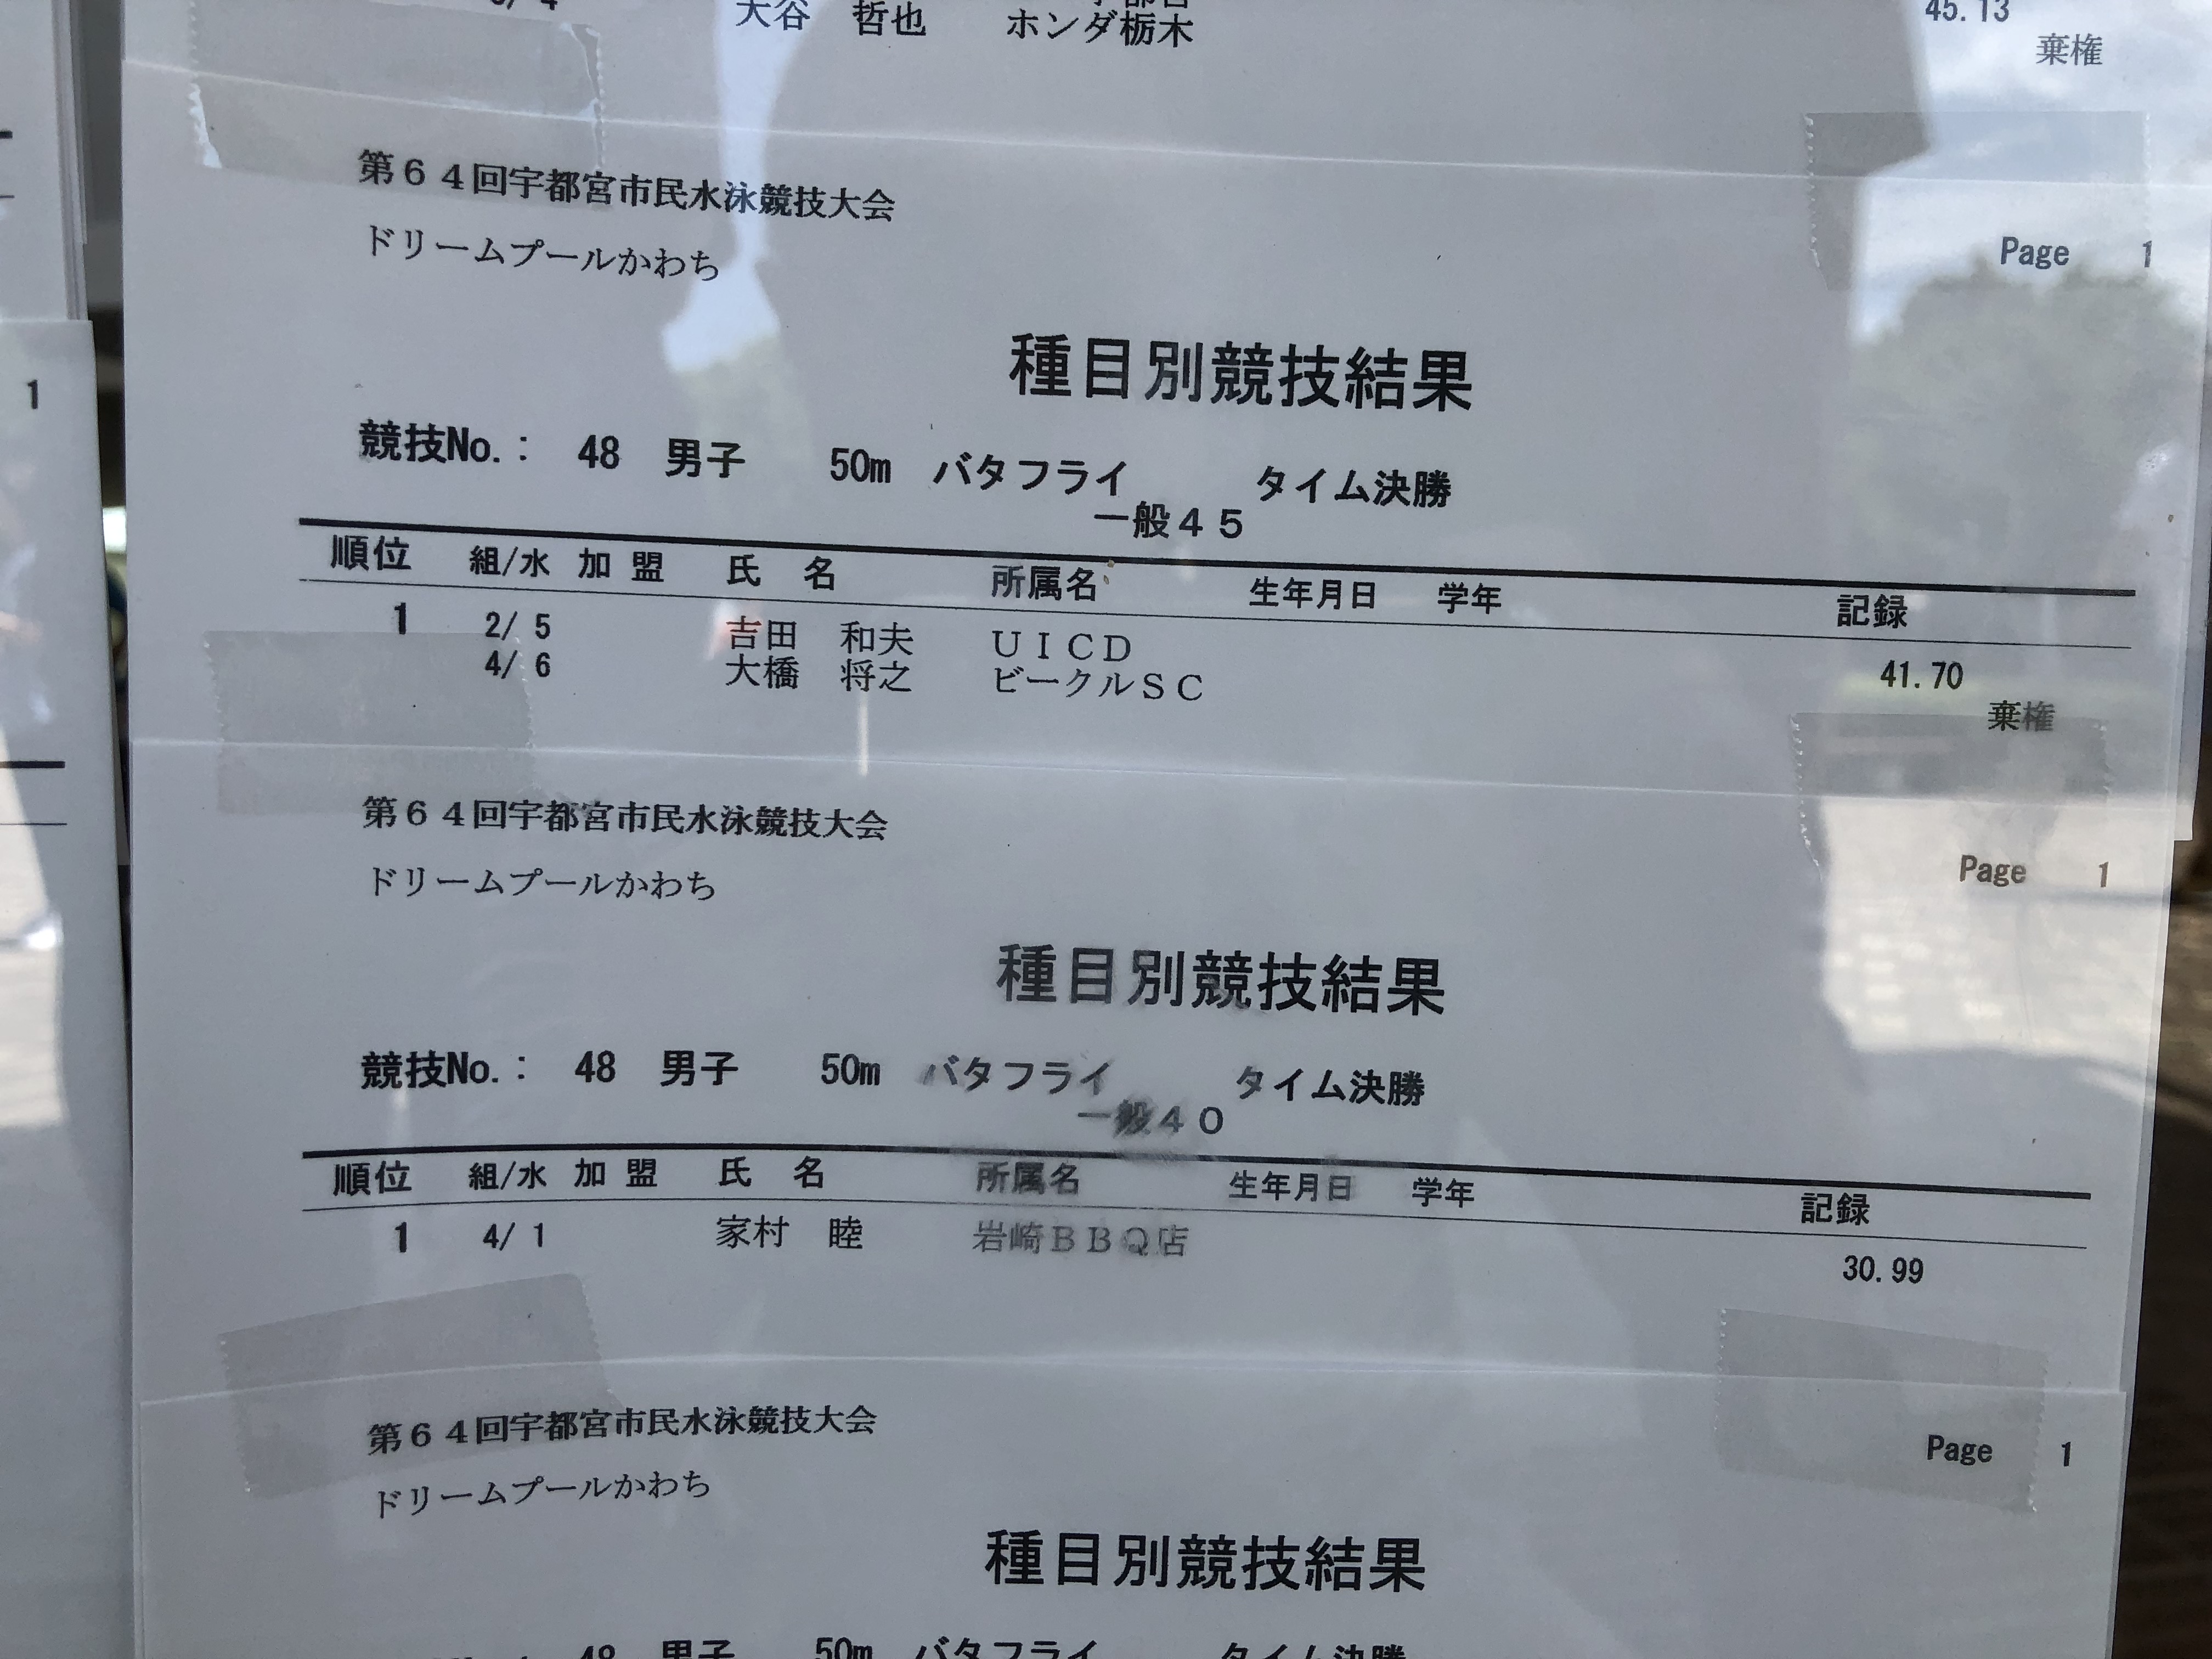 大谷 哲也 ホンダ栃木
45.13
棄権
第64回宇都宮市民水泳競技大会
ドリームプールかわち
Page 1
種目別競技結果
競技No.: 48 男子 50m バタフライ タイム決勝
一般45
順位 組/水 加盟 氏名 所属名 生年月日 学年 記録
1 2/ 5 吉田 和夫 UICD 41.70
4/ 6 大橋 将之 ビークルSC 棄権
1
第64回宇都宮市民水泳競技大会
ドリームプールかわち
Page 1
種目別競技結果
競技No.: 48 男子 50m バタフライ タイム決勝
一般40
順位 組/水 加盟 氏名 所属名 生年月日 学年 記録
1 4/ 1 家村 睦 岩崎BBQ店 30.99
第64回宇都宮市民水泳競技大会
ドリームプールかわち
Page 1
種目別競技結果
48 男子 50m バタフライ タイム決勝